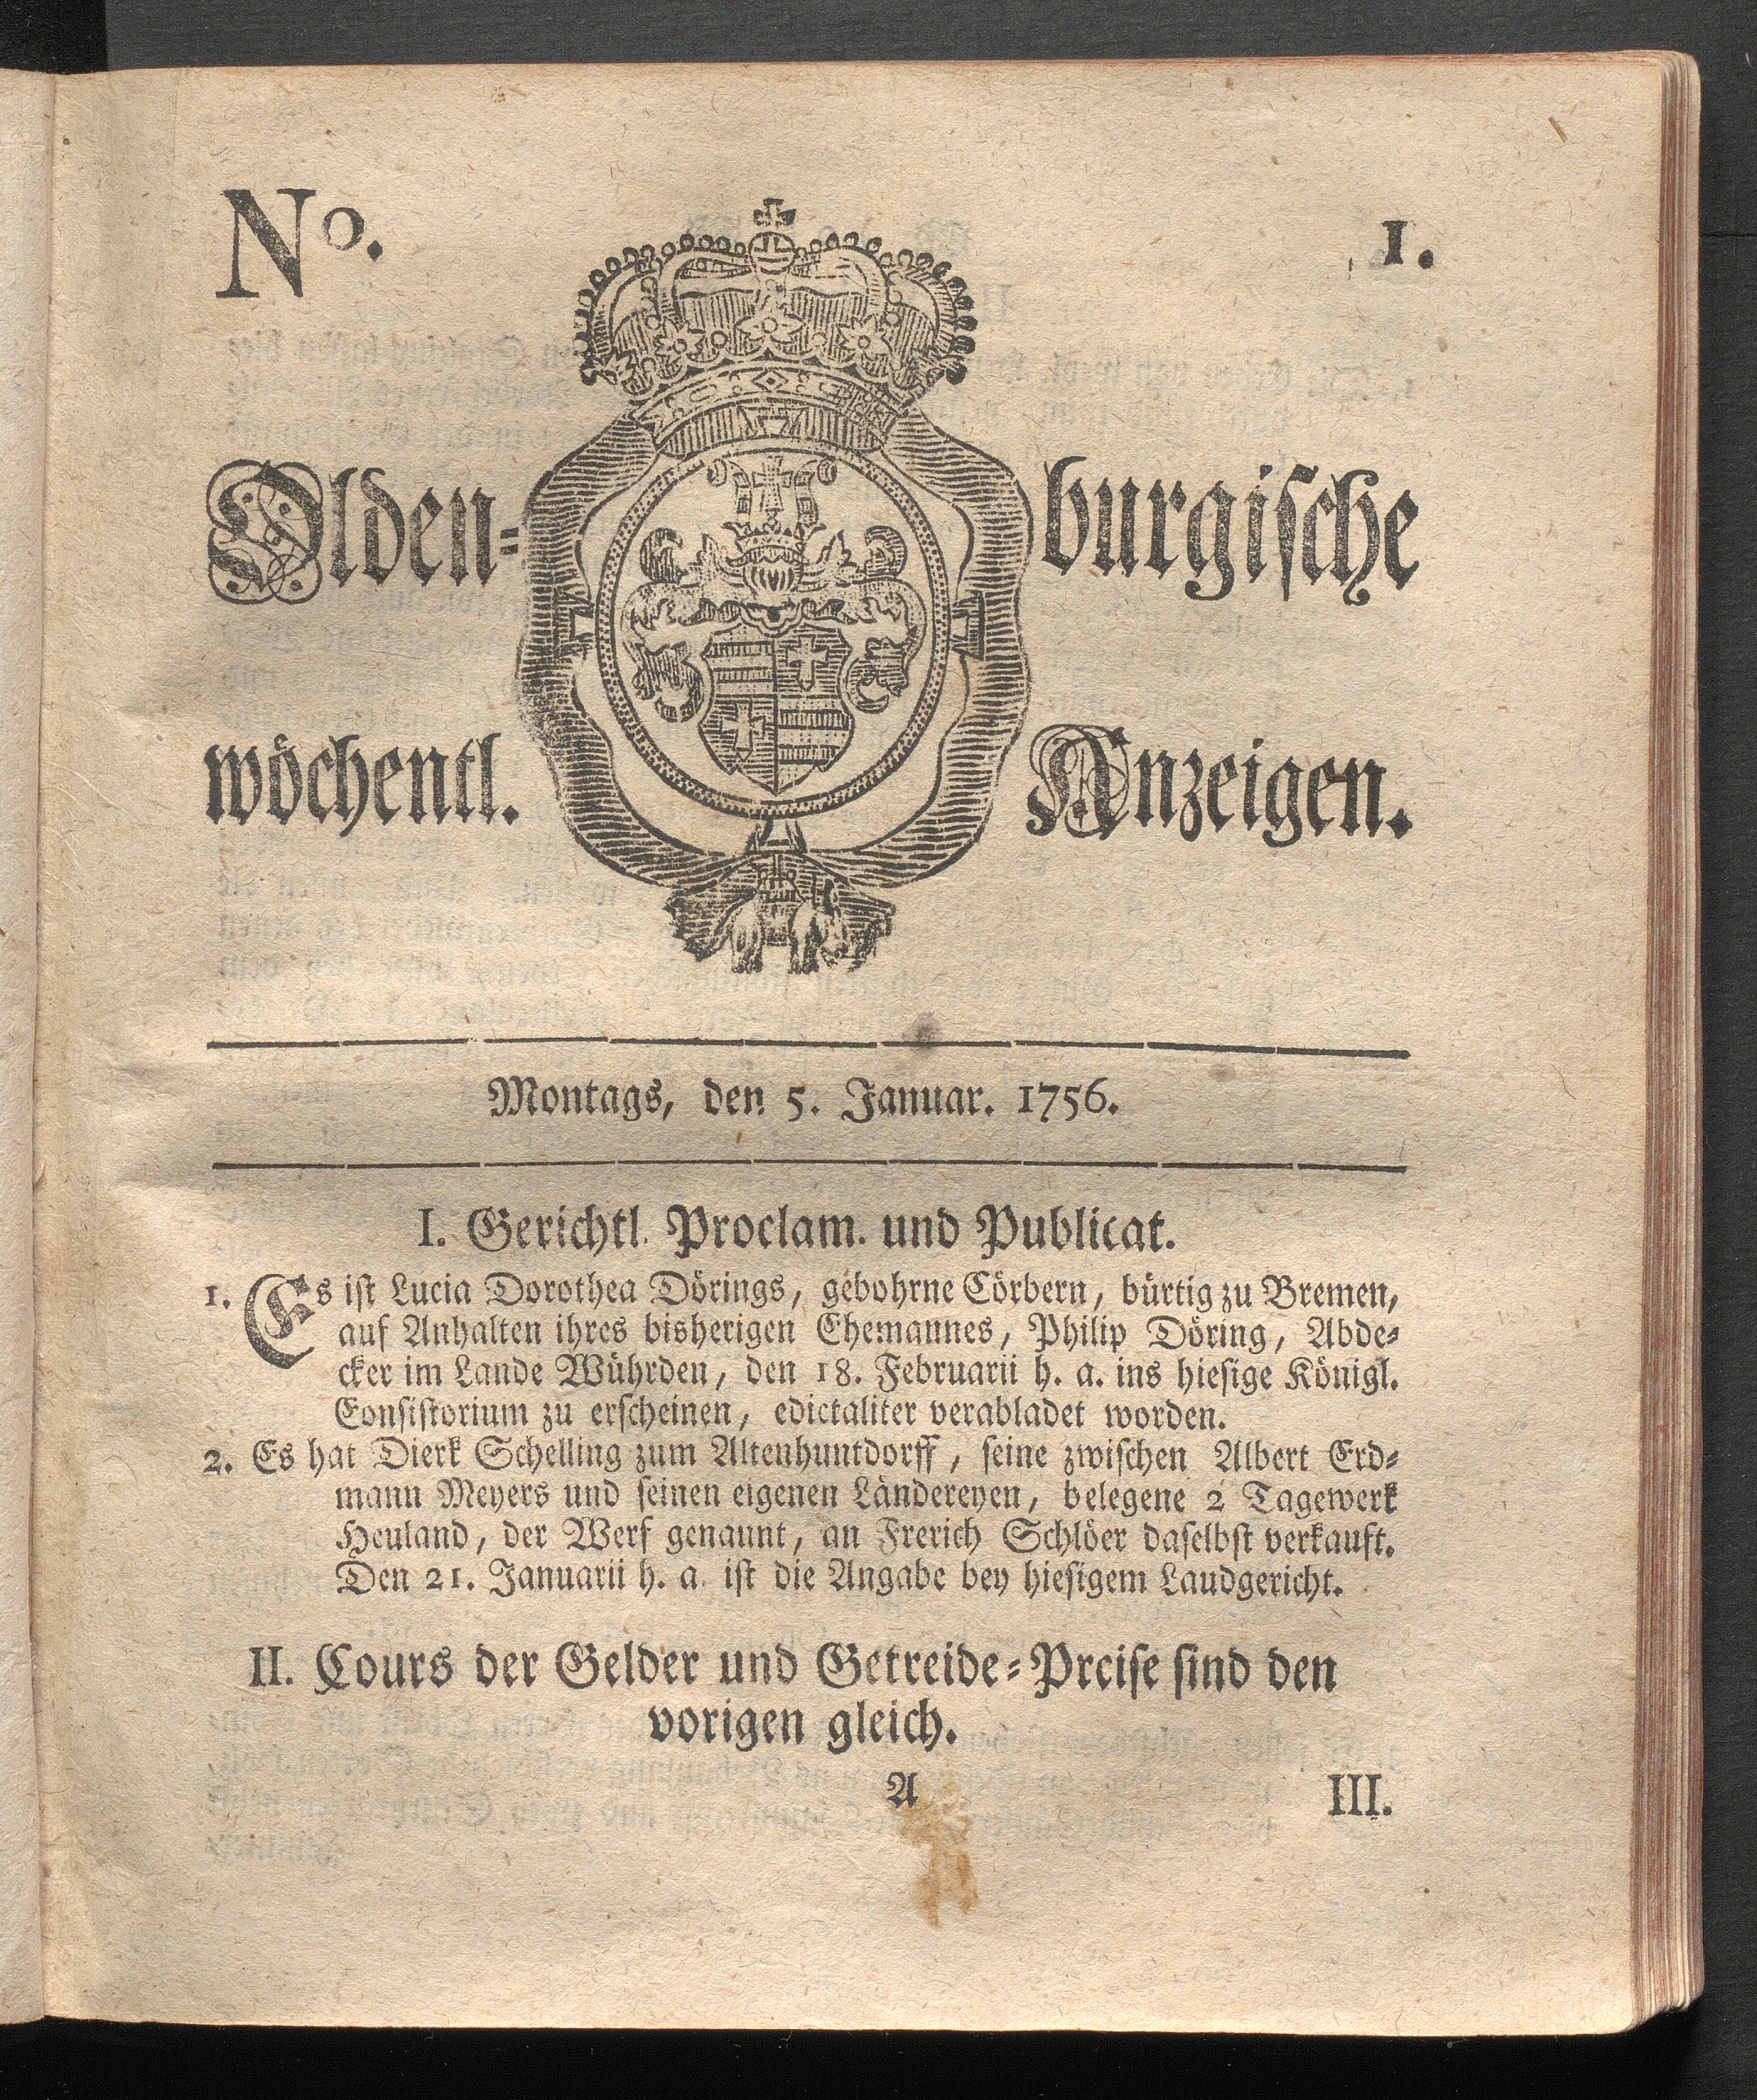 No. 1.
Olden= burgische
wöchentl. Anzeigen.
Montags, den 5. Januar. 1756.
I. Gerichtl. Proclam. und Publicat.
1. Es ist Lucia Dorothea Dörings, gebohrne Cörbern, bürtig zu Bremen,
auf Anhalten ihres bisherigen Ehemannes, Philip Döring, Abde=
cker im Lande Wührden, den 18. Februarii h. a. ins hiesige Königl.
Consistorium zu erscheinen, edictaliter verabladet worden.
2. Es hat Dierk Schelling zum Altenhuntdorff, seine zwischen Albert Erd=
mann Meyers und seinen eigenen Ländereyen, belegene 2 Tagewerk
Heuland, der Werf genannt, an Frerich Schlöer daselbst verkauft.
Den 21. Januarii h. a. ist die Angabe bey hiesigem Laudgericht.
II. Cours der Gelder und Getreide=Preise sind den
vorigen gleich.
A III.